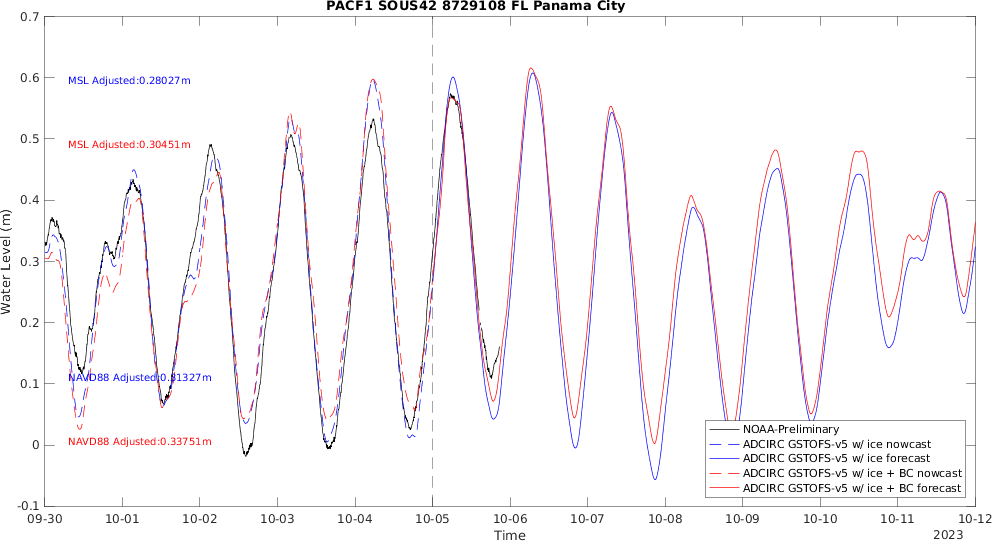 PACF1 SOUS42 8729108 FL Panama City
Water Level (m)
0.7
0.6
0.5
0.4
0.3
0.2
0.1
0
-0.1
MSL Adjusted:0.28027m
MSL Adjusted:0.30451m
NAVD88 Adjusted:0.31327m
NAVD88 Adjusted:0.33751m
NOAA-Preliminary
ADCIRC GSTOFS-v5 w/ ice nowcast
ADCIRC GSTOFS-v5 w/ ice forecast
ADCIRC GSTOFS-v5 w/ ice + BC nowcast
ADCIRC GSTOFS-v5 w/ ice + BC forecast
09-30 10-01 10-02 10-03 10-04 10-05 10-06 10-07 10-08 10-09 10-10 10-11 10-12
Time
2023